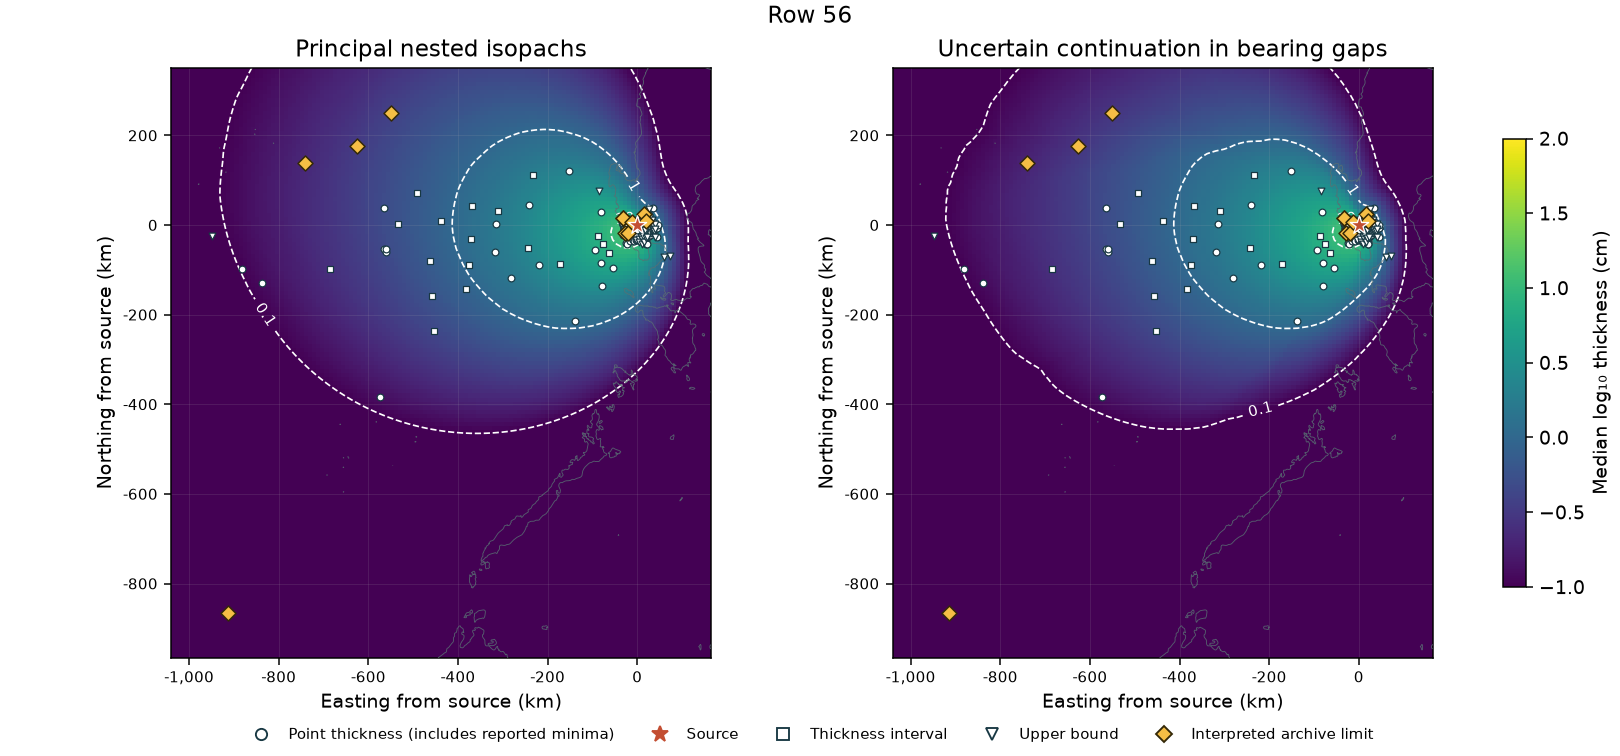 Row 56
Principal nested isopachs
Uncertain continuation in bearing gaps
Northing from source (km)
200
0
-200
-400
-600
-800
1
0.1
-1,000
-800
-600
-400
-200
0
Easting from source (km)
Northing from source (km)
200
0
-200
-400
-600
-800
1
0.1
-1,000
-800
-600
-400
-200
0
Easting from source (km)
2.0
1.5
1.0
0.5
0.0
−0.5
−1.0
Median log₁₀ thickness (cm)
Point thickness (includes reported minima)
Source
Thickness interval
Upper bound
Interpreted archive limit